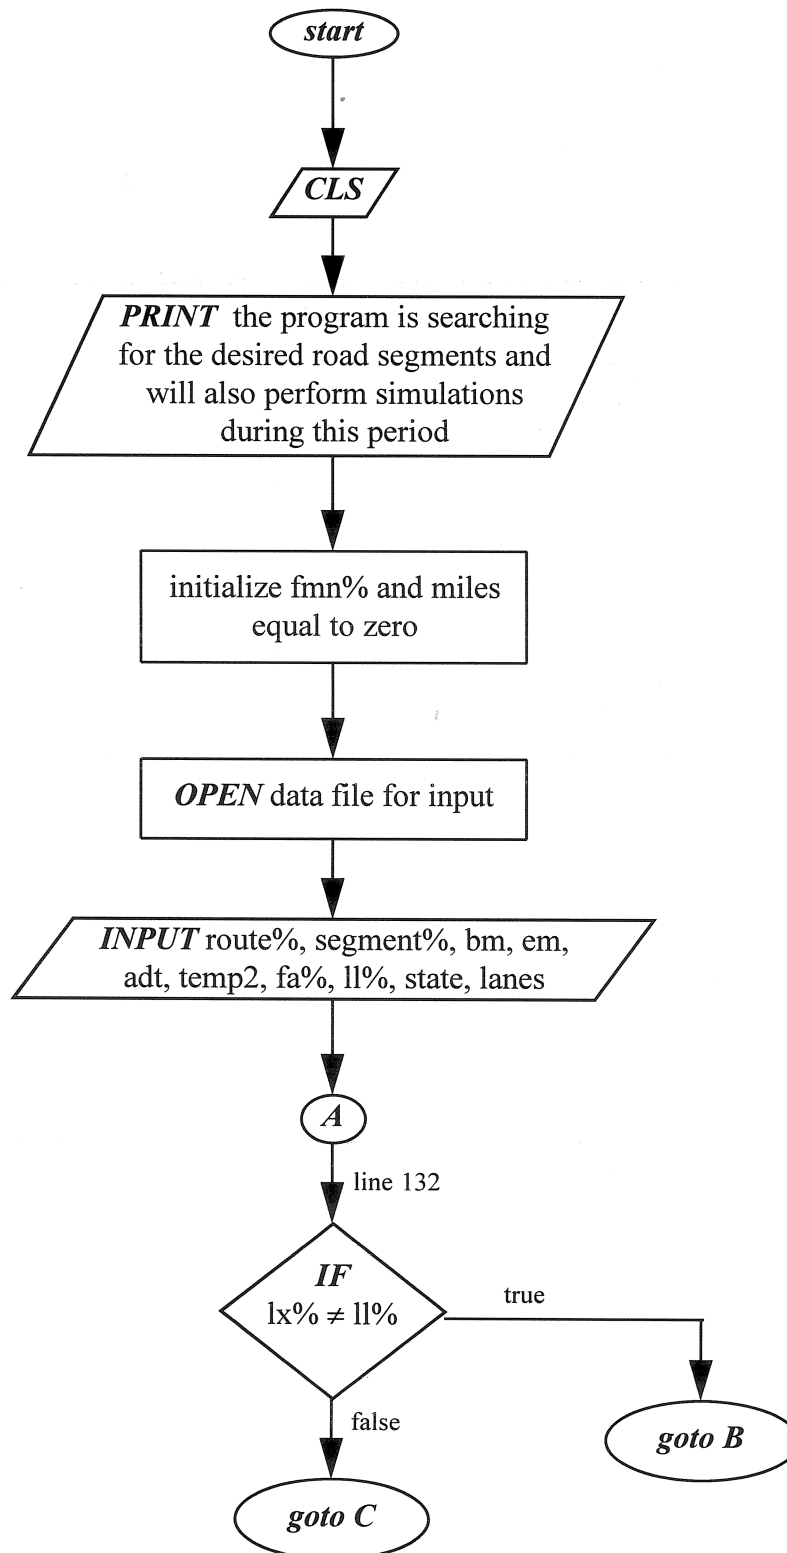 start
CLS
PRINT the program is searching
for the desired road segments and
will also perform simulations
during this period
initialize fmn% and miles
equal to zero
OPEN data file for input
INPUT route%, segment%, bm, em,
adt, temp2, fa%, ll%, state, lanes
A
line 132
IF
lx% ≠ ll%
true
false
goto B
goto C